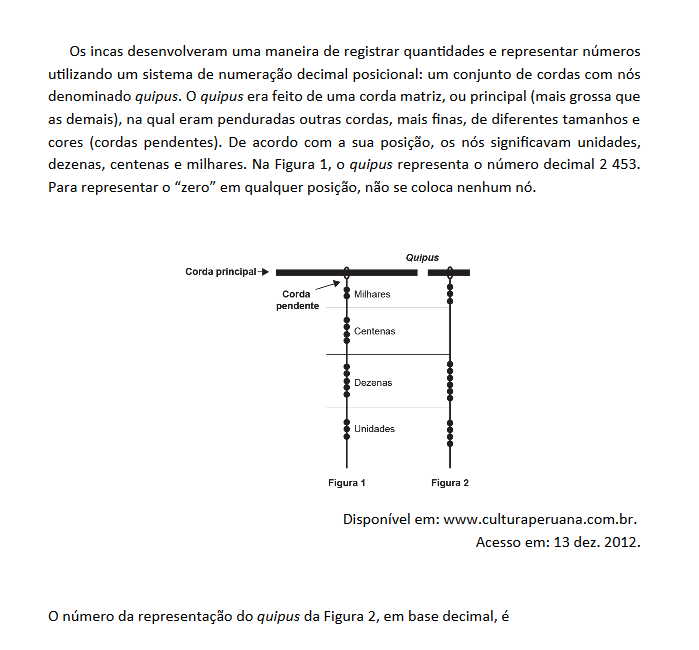 Os incas desenvolveram uma maneira de registrar quantidades e representar números
utilizando um sistema de numeração decimal posicional: um conjunto de cordas com nós
denominado quipus. O quipus era feito de uma corda matriz, ou principal (mais grossa que
as demais), na qual eram penduradas outras cordas, mais finas, de diferentes tamanhos e
cores (cordas pendentes). De acordo com a sua posição, os nós significavam unidades,
dezenas, centenas e milhares. Na Figura 1, o quipus representa o número decimal 2 453.
Para representar o “zero” em qualquer posição, não se coloca nenhum nó.
Quipus
Corda principal
Corda
pendente
Milhares
Centenas
Dezenas
Unidades
Figura 1
Figura 2
Disponível em: www.culturaperuana.com.br.
Acesso em: 13 dez. 2012.
O número da representação do quipus da Figura 2, em base decimal, é